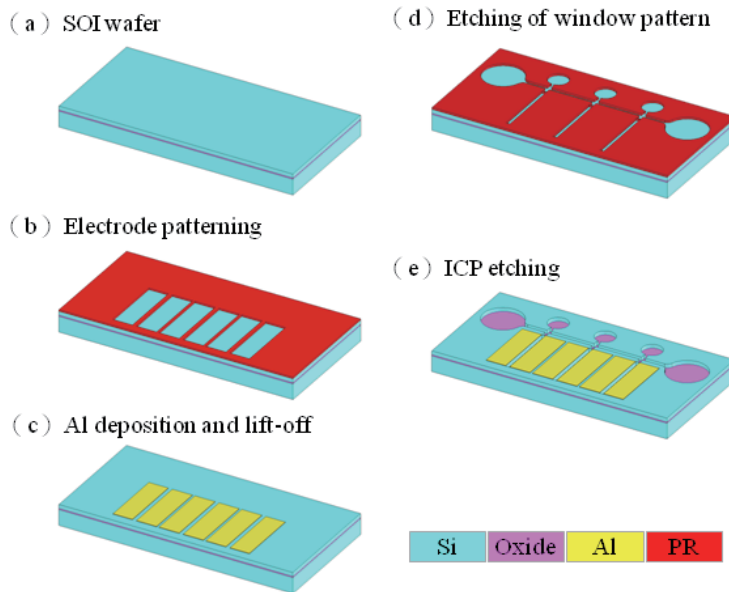 ( a ) SOI wafer
( b ) Electrode patterning
( c ) Al deposition and lift-off
( d ) Etching of window pattern
( e ) ICP etching
Si Oxide Al PR